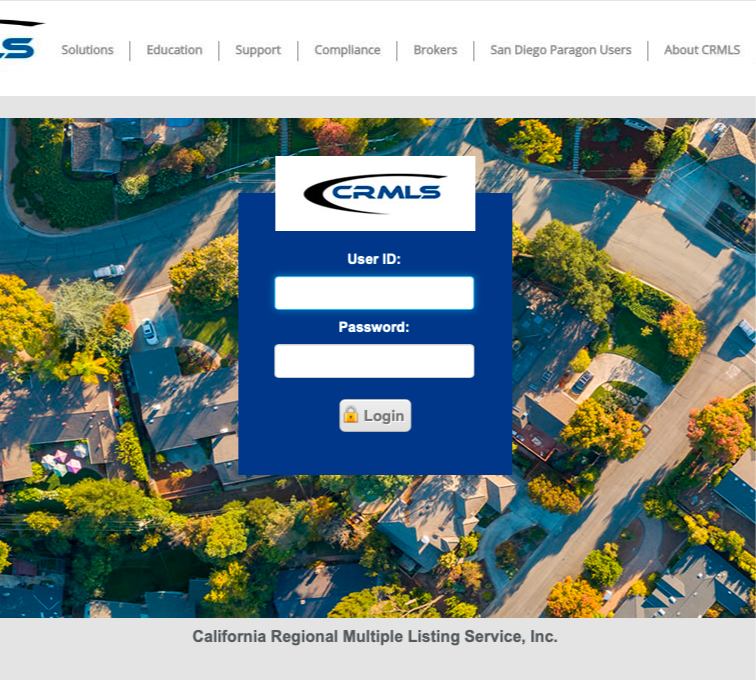 LS
Solutions Education Support Compliance Brokers San Diego Paragon Users About CRMLS
CRMLS
User ID:
Password:
Login
California Regional Multiple Listing Service, Inc.